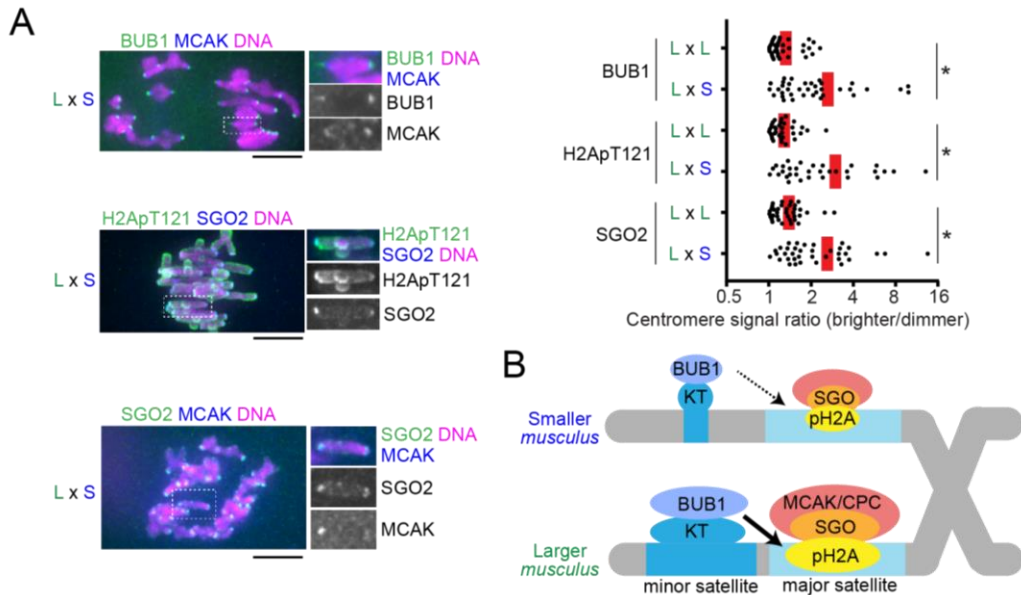 A
BUB1 MCAK DNA
L x S
BUB1 DNA
MCAK
BUB1
MCAK
H2ApT121 SGO2 DNA
L x S
H2ApT121
SGO2 DNA
H2ApT121
SGO2
SGO2 MCAK DNA
L x S
SGO2 DNA
MCAK
SGO2
MCAK
BUB1
L x L
L x S
*
H2ApT121
L x L
L x S
*
SGO2
L x L
L x S
*
0.5 1 2 4 8 16
Centromere signal ratio (brighter/dimmer)
B
Smaller
musculus
BUB1
KT
SGO
pH2A
Larger
musculus
BUB1
KT
MCAK/CPC
SGO
pH2A
minor satellite major satellite